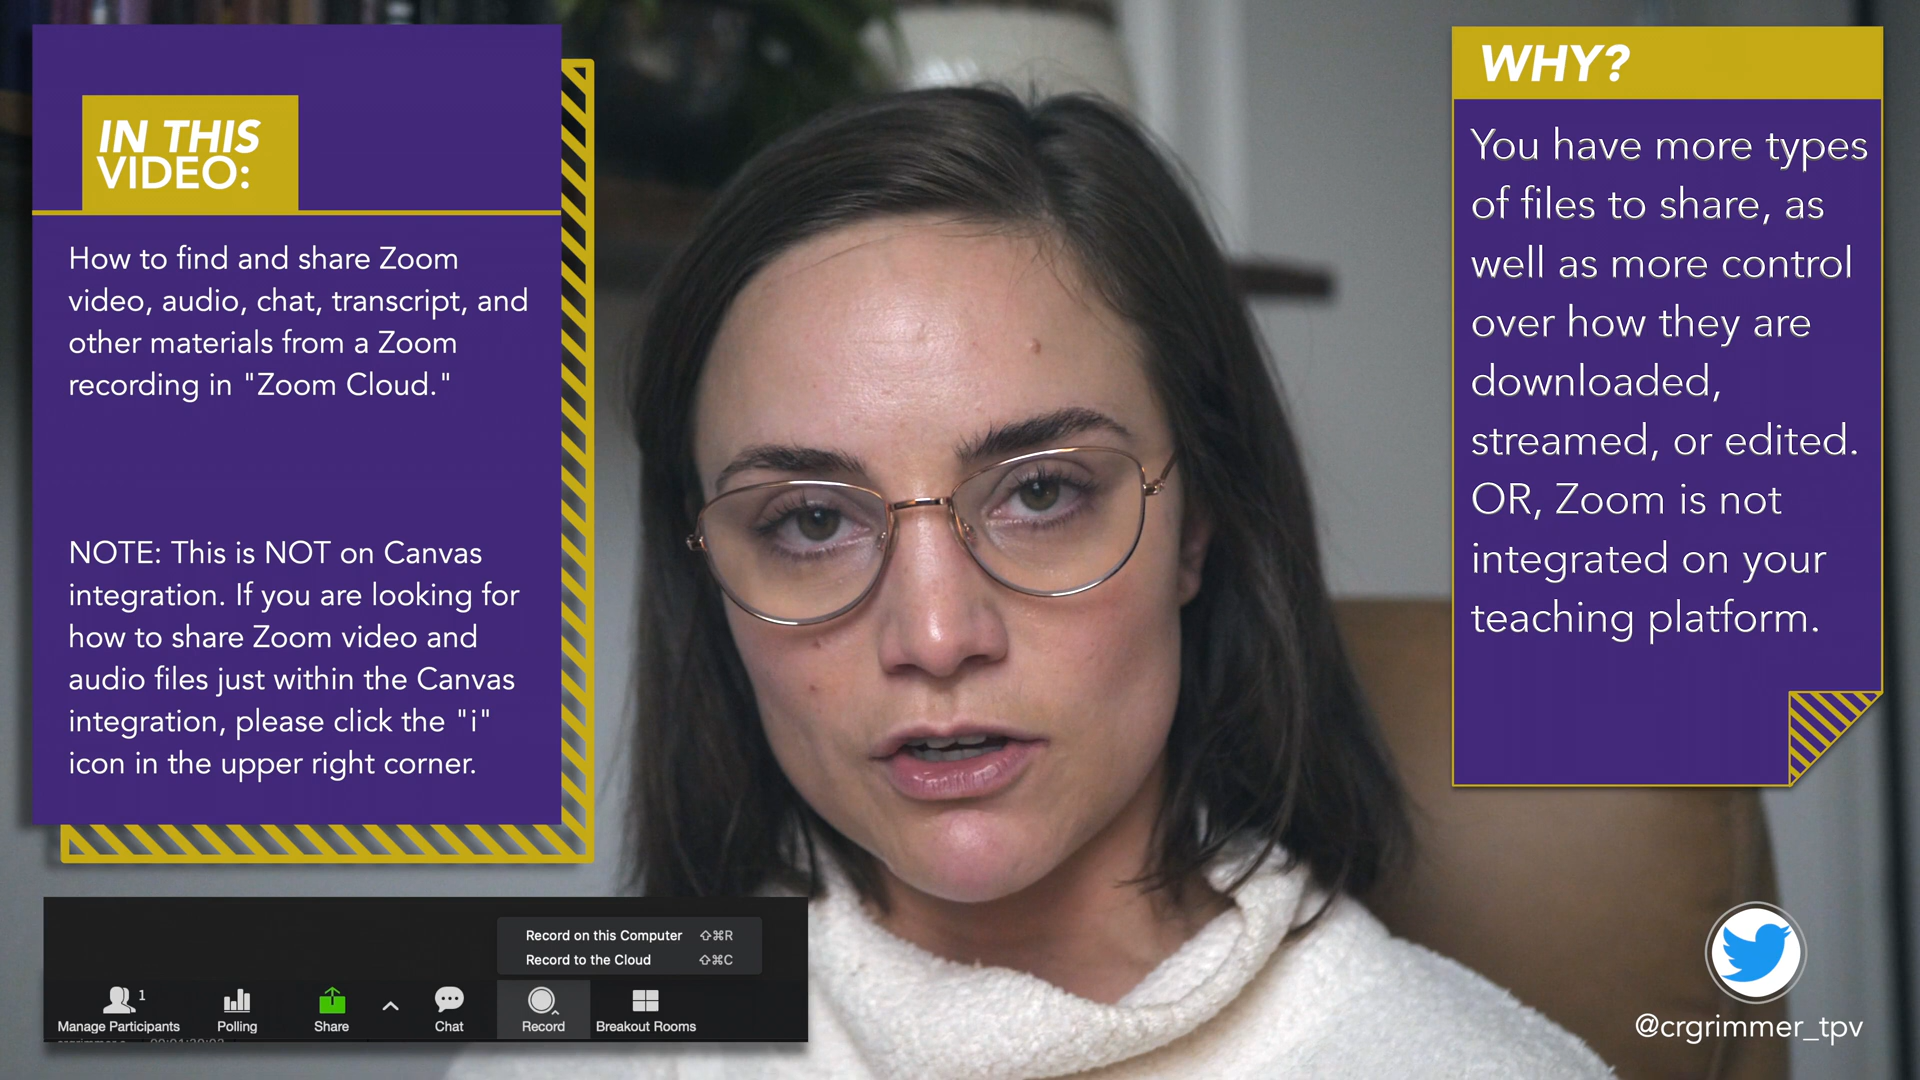 IN THIS
VIDEO:
How to find and share Zoom
video, audio, chat, transcript, and
other materials from a Zoom
recording in "Zoom Cloud."
NOTE: This is NOT on Canvas
integration. If you are looking for
how to share Zoom video and
audio files just within the Canvas
integration, please click the "i"
icon in the upper right corner.
WHY?
You have more types
of files to share, as
well as more control
over how they are
downloaded,
streamed, or edited.
OR, Zoom is not
integrated on your
teaching platform.
Record on this Computer ⇧⌘R
Record to the Cloud ⇧⌘C
1
Manage Participants Polling Share Chat Record Breakout Rooms
@crgrimmer_tpv